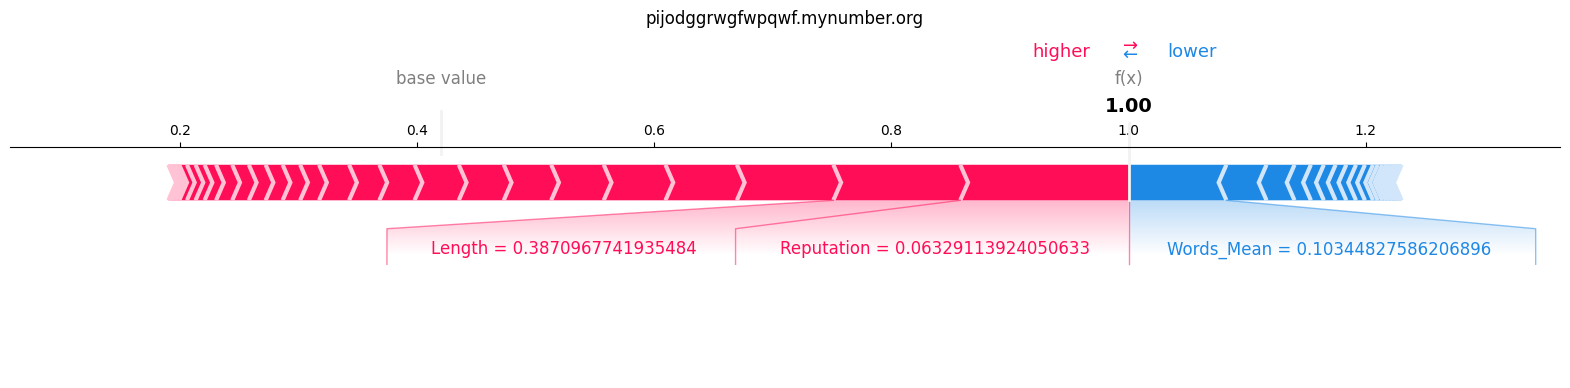 pijodggrwgfwpqwf.mynumber.org
higher ⇄ lower
base value f(x)
1.00
0.2 0.4 0.6 0.8 1.0 1.2
Length = 0.3870967741935484 Reputation = 0.06329113924050633 Words_Mean = 0.10344827586206896